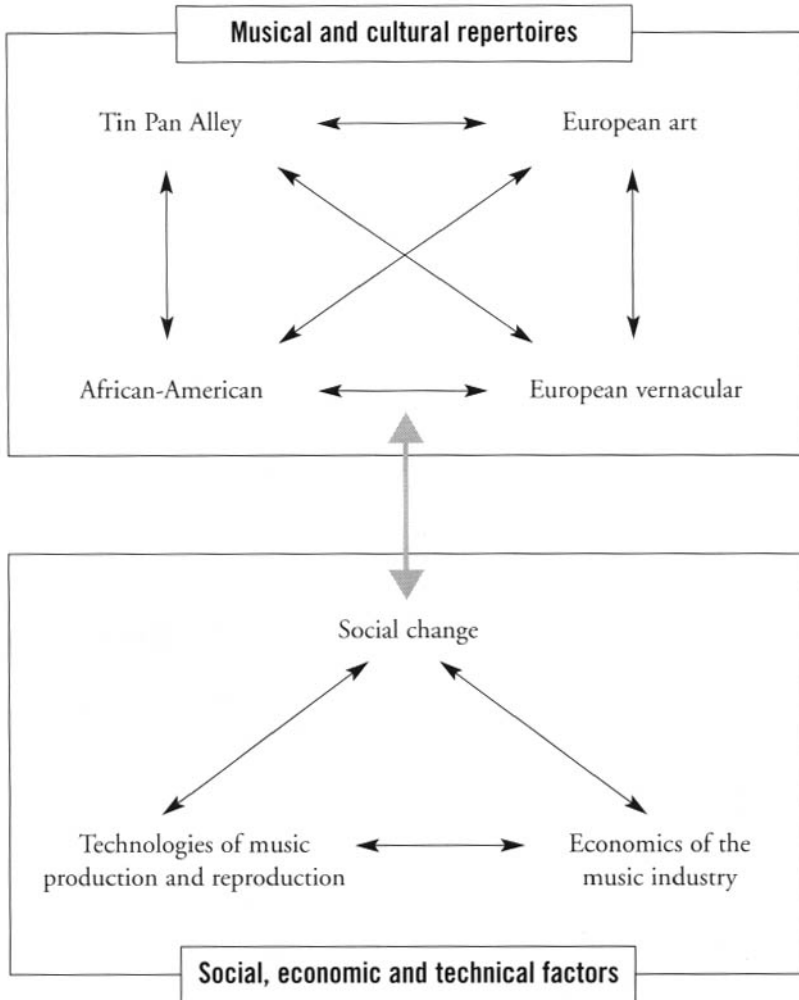 Musical and cultural repertoires
Tin Pan Alley
European art
African-American
European vernacular
Social change
Technologies of music
production and reproduction
Economics of the
music industry
Social, economic and technical factors